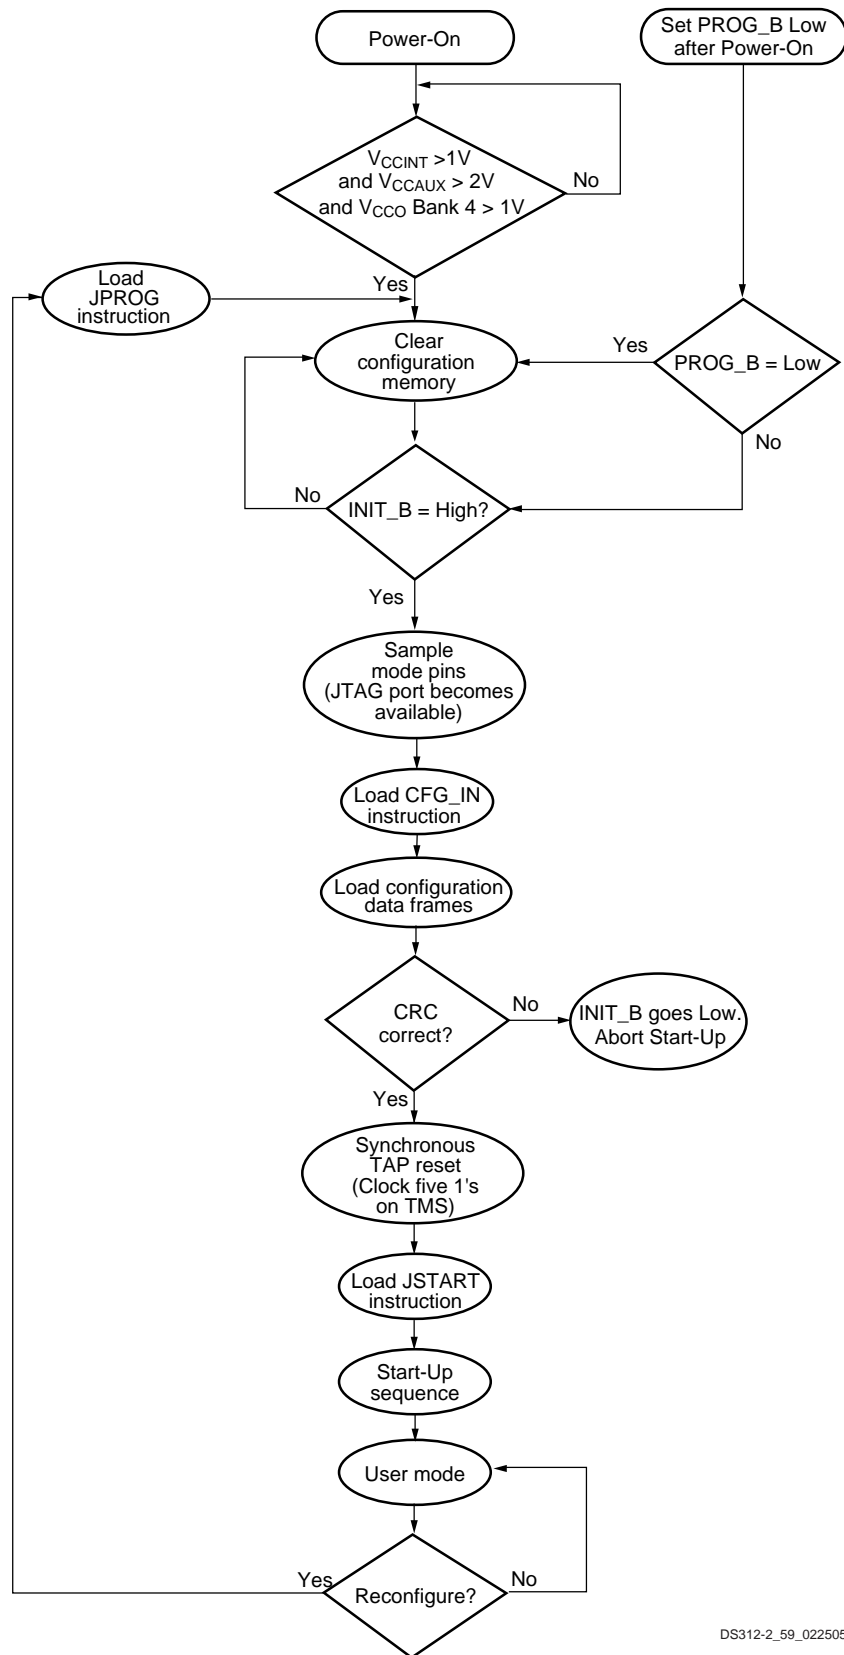 Power-On
Set PROG_B Low
after Power-On
VCCINT >1V
and VCCAUX > 2V
and VCCO Bank 4 > 1V
No
Yes
Load
JPROG
instruction
Clear
configuration
memory
Yes
PROG_B = Low
No
No
INIT_B = High?
Yes
Sample
mode pins
(JTAG port becomes
available)
Load CFG_IN
instruction
Load configuration
data frames
CRC
correct?
No
INIT_B goes Low.
Abort Start-Up
Yes
Synchronous
TAP reset
(Clock five 1's
on TMS)
Load JSTART
instruction
Start-Up
sequence
User mode
Yes
Reconfigure?
No
DS312-2_59_022505